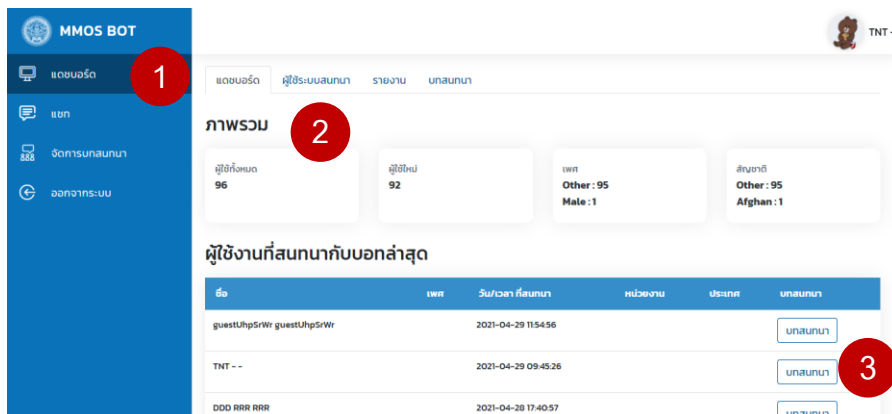 MMOS BOT
TNT -
แดชบอร์ด
1
แดชบอร์ด ผู้ใช้ระบบสนทนา รายงาน บทสนทนา
แชท
ภาพรวม
2
จัดการบทสนทนา
ผู้ใช้ทั้งหมด ผู้ใช้ใหม่ เพศ สัญชาติ
96 92 Other : 95 Other : 95
Male : 1 Afghan : 1
ออกจากระบบ
ผู้ใช้งานที่สนทนากับบอทล่าสุด
ชื่อ เพศ วัน/เวลา ที่สนทนา หน่วยงาน ประเทศ บทสนทนา
guestUhpSrWr guestUhpSrWr 2021-04-29 11:54:56 บทสนทนา
TNT - - 2021-04-29 09:45:26 บทสนทนา
3
DDD RRR RRR 2021-04-28 17:40:57 บทสนทนา